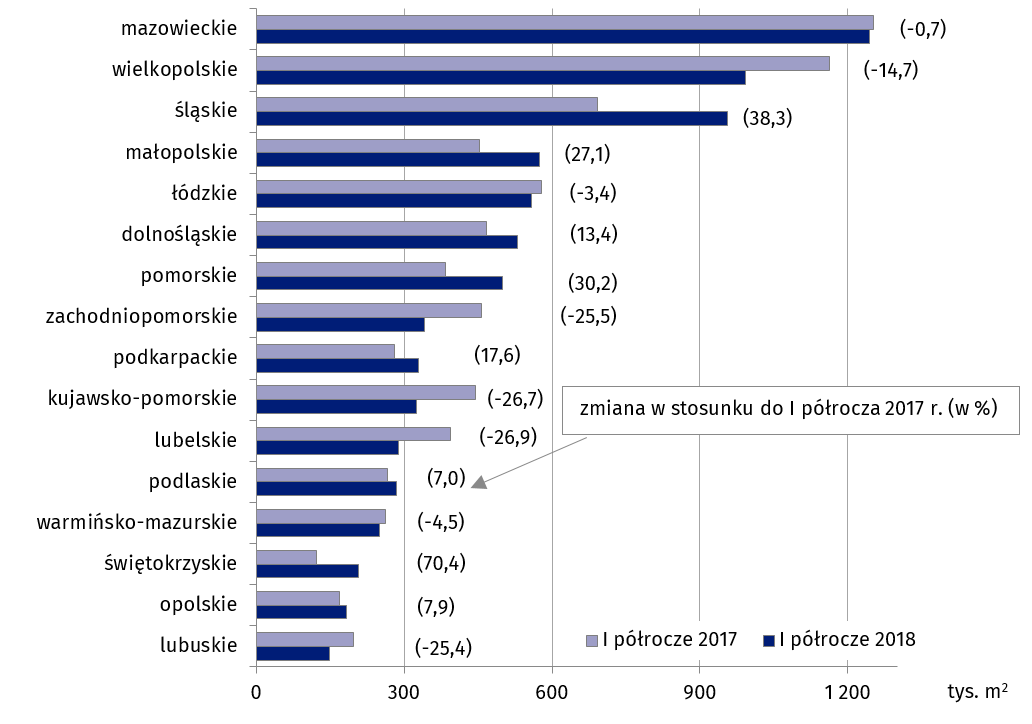 mazowieckie (-0,7)
wielkopolskie (-14,7)
śląskie (38,3)
małopolskie (27,1)
łódzkie (-3,4)
dolnośląskie (13,4)
pomorskie (30,2)
zachodniopomorskie (-25,5)
podkarpackie (17,6)
kujawsko-pomorskie (-26,7)
zmiana w stosunku do I półrocza 2017 r. (w %)
lubelskie (-26,9)
podlaskie (7,0)
warmińsko-mazurskie (-4,5)
świętokrzyskie (70,4)
opolskie (7,9)
lubuskie (-25,4)
I półrocze 2017 I półrocze 2018
0 300 600 900 1 200 tys. m²